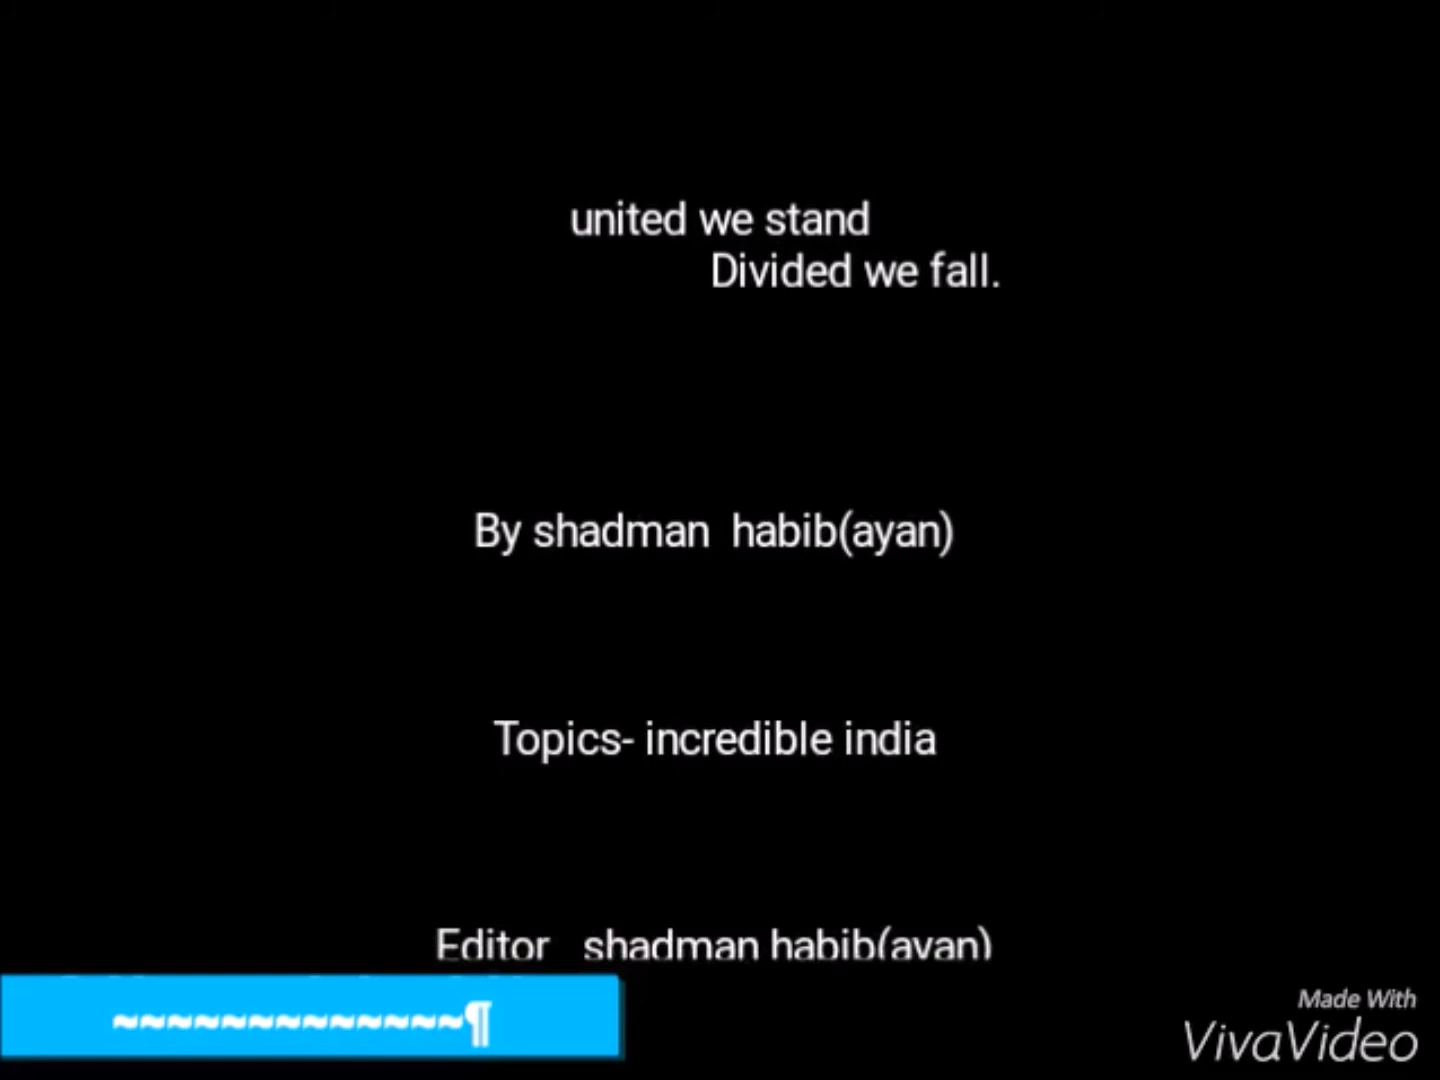 united we stand
Divided we fall.
By shadman habib(ayan)
Topics- incredible india
Editor shadman habib(ayan)
~~~~~~~~~~~~~¶
Made With
VivaVideo